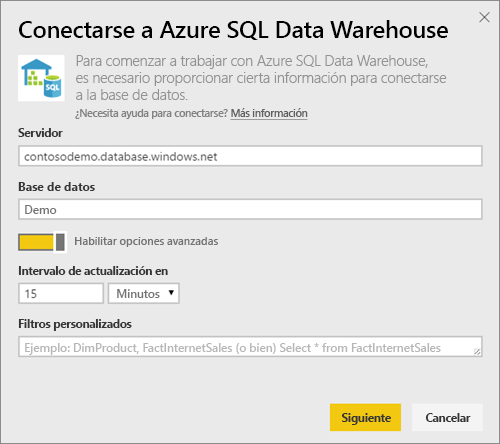 Conectarse a Azure SQL Data Warehouse
Para comenzar a trabajar con Azure SQL Data Warehouse,
es necesario proporcionar cierta información para conectarse
a la base de datos.
SQL
¿Necesita ayuda para conectarse? Más información
Servidor
contosodemo.database.windows.net
Base de datos
Demo
Habilitar opciones avanzadas
Intervalo de actualización en
15 Minutos
Filtros personalizados
Ejemplo: DimProduct, FactInternetSales (o bien) Select * from FactInternetSales
Siguiente Cancelar